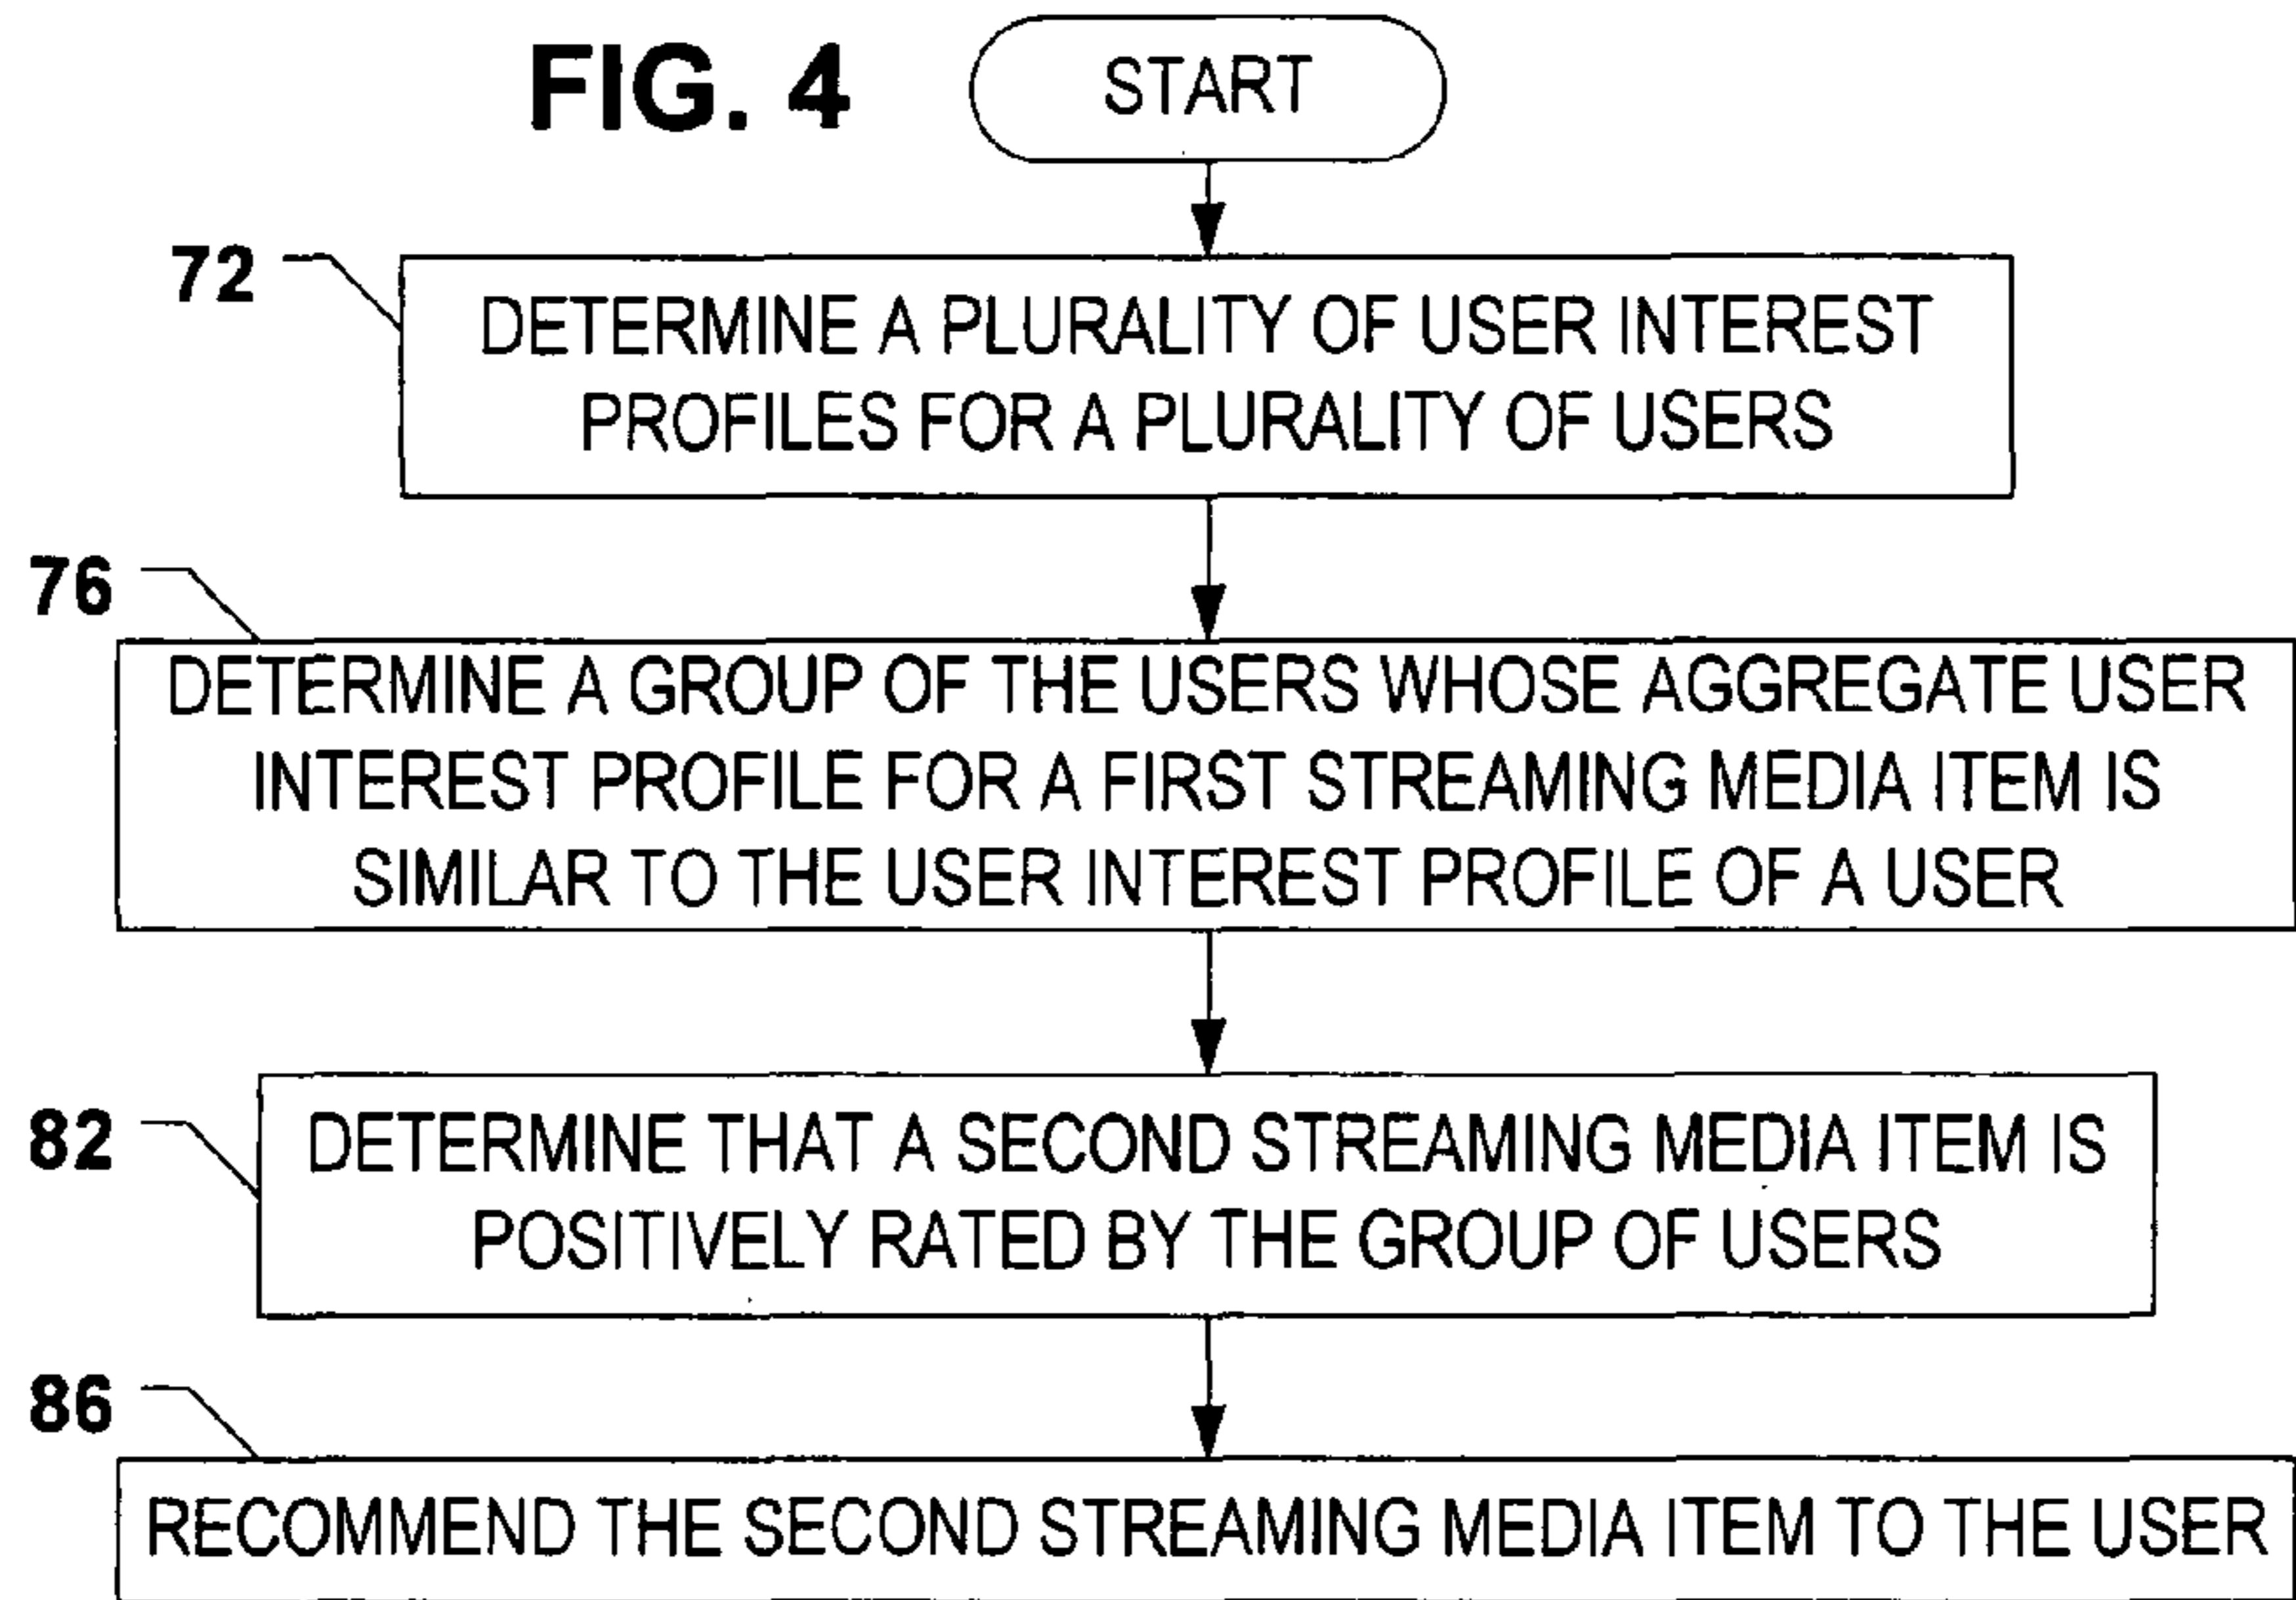 FIG. 4
START
72
DETERMINE A PLURALITY OF USER INTEREST
PROFILES FOR A PLURALITY OF USERS
76
DETERMINE A GROUP OF THE USERS WHOSE AGGREGATE USER
INTEREST PROFILE FOR A FIRST STREAMING MEDIA ITEM IS
SIMILAR TO THE USER INTEREST PROFILE OF A USER
82
DETERMINE THAT A SECOND STREAMING MEDIA ITEM IS
POSITIVELY RATED BY THE GROUP OF USERS
86
RECOMMEND THE SECOND STREAMING MEDIA ITEM TO THE USER